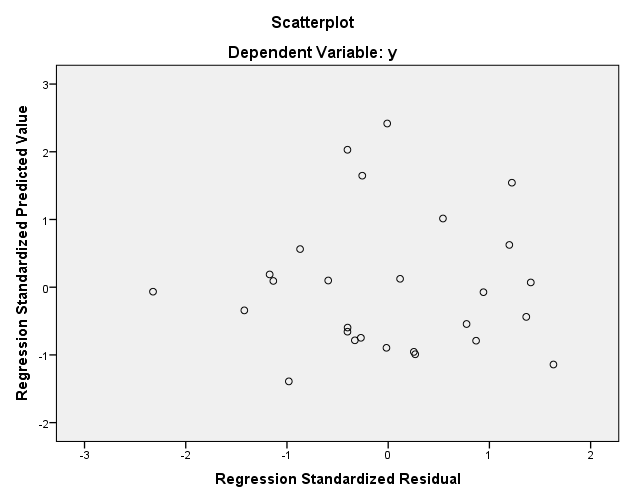 Scatterplot
Dependent Variable: y
Regression Standardized Predicted Value
3
2
1
0
-1
-2
-3 -2 -1 0 1 2
Regression Standardized Residual